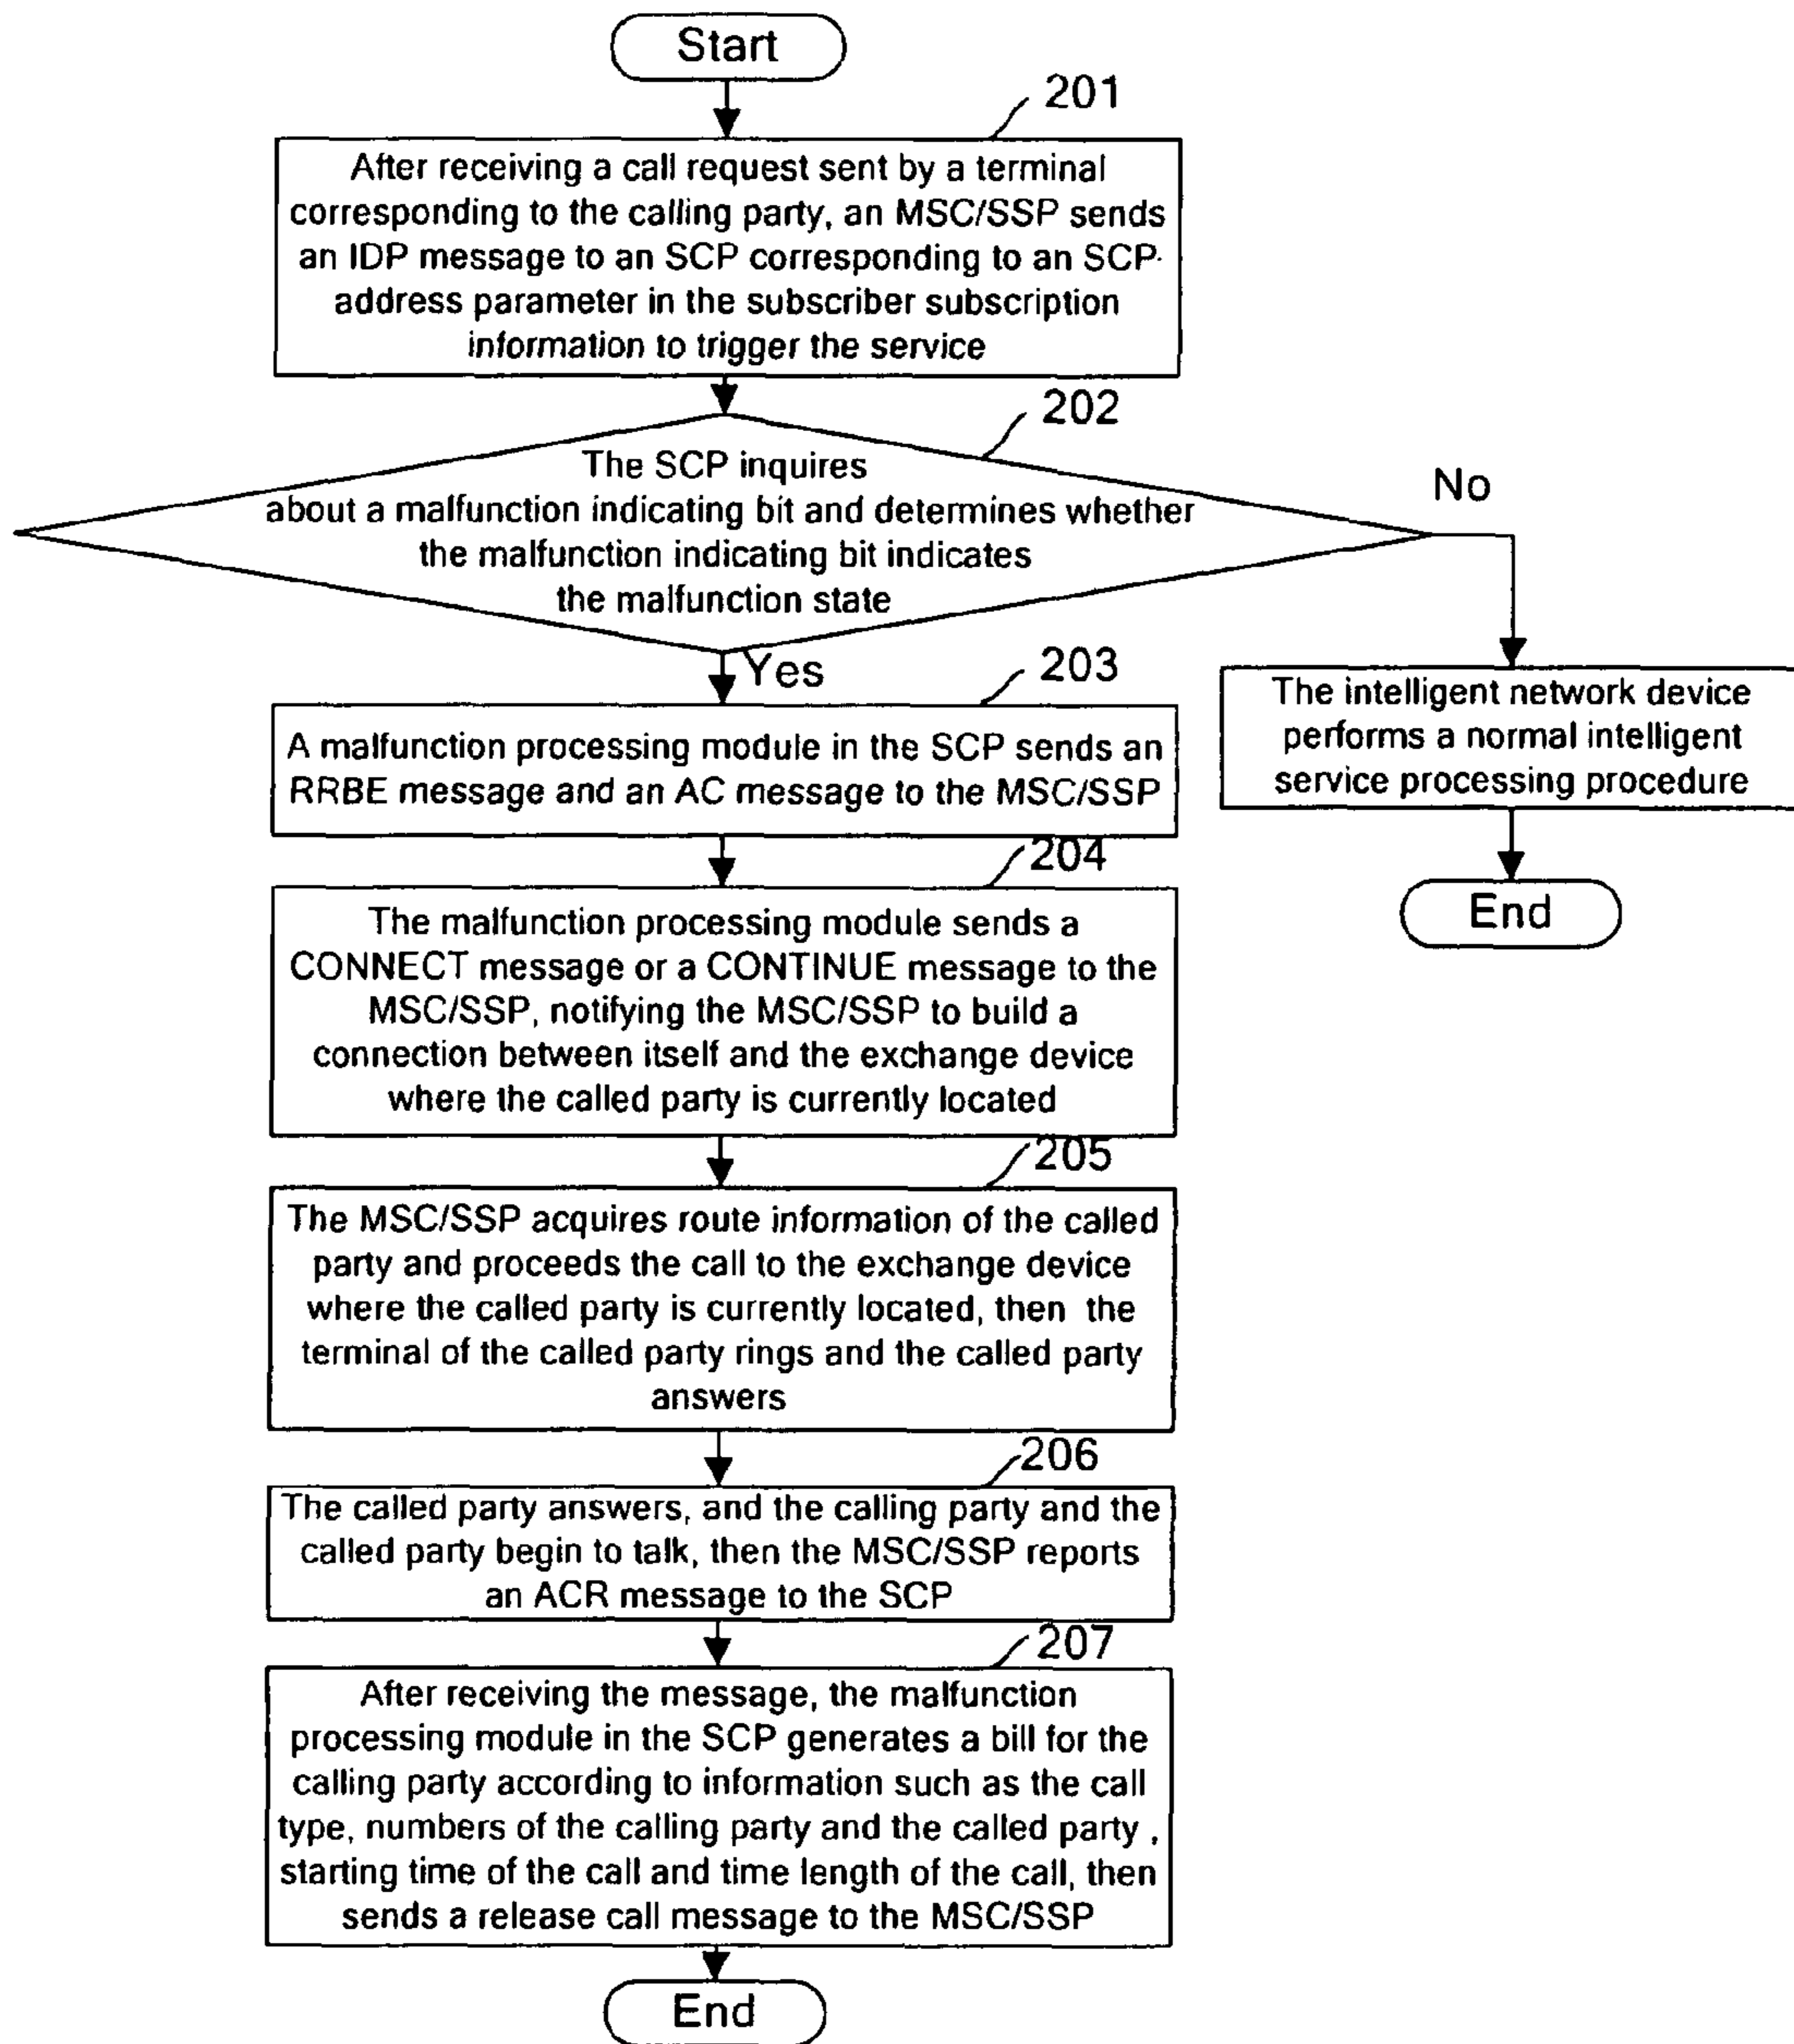 Start
201
After receiving a call request sent by a terminal
corresponding to the calling party, an MSC/SSP sends
an IDP message to an SCP corresponding to an SCP-
address parameter in the subscriber subscription
information to trigger the service
202
The SCP inquires
about a malfunction indicating bit and determines whether
the malfunction indicating bit indicates
the malfunction state
No
Yes
The intelligent network device
performs a normal intelligent
service processing procedure
End
203
A malfunction processing module in the SCP sends an
RRBE message and an AC message to the MSC/SSP
204
The malfunction processing module sends a
CONNECT message or a CONTINUE message to the
MSC/SSP, notifying the MSC/SSP to build a
connection between itself and the exchange device
where the called party is currently located
205
The MSC/SSP acquires route information of the called
party and proceeds the call to the exchange device
where the called party is currently located, then the
terminal of the called party rings and the called party
answers
206
The called party answers, and the calling party and the
called party begin to talk, then the MSC/SSP reports
an ACR message to the SCP
207
After receiving the message, the malfunction
processing module in the SCP generates a bill for the
calling party according to information such as the call
type, numbers of the calling party and the called party ,
starting time of the call and time length of the call, then
sends a release call message to the MSC/SSP
End